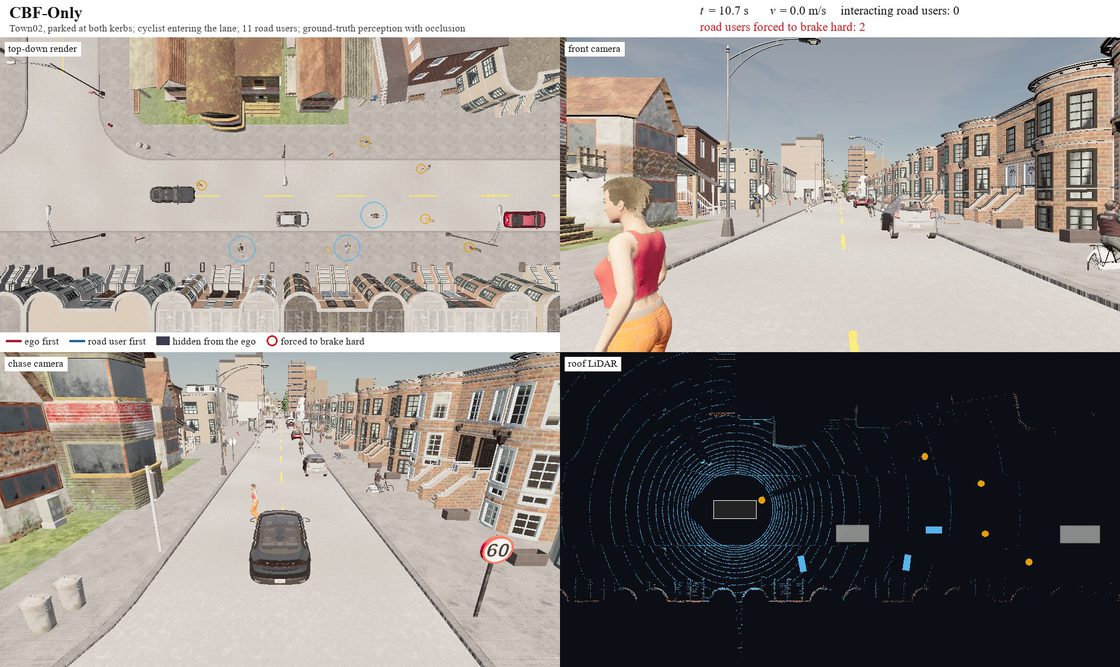 CBF-Only
Town02, parked at both kerbs; cyclist entering the lane; 11 road users; ground-truth perception with occlusion
t = 10.7 s v = 0.0 m/s interacting road users: 0
road users forced to brake hard: 2
top-down render
front camera
ego first road user first hidden from the ego forced to brake hard
chase camera
roof LiDAR
60